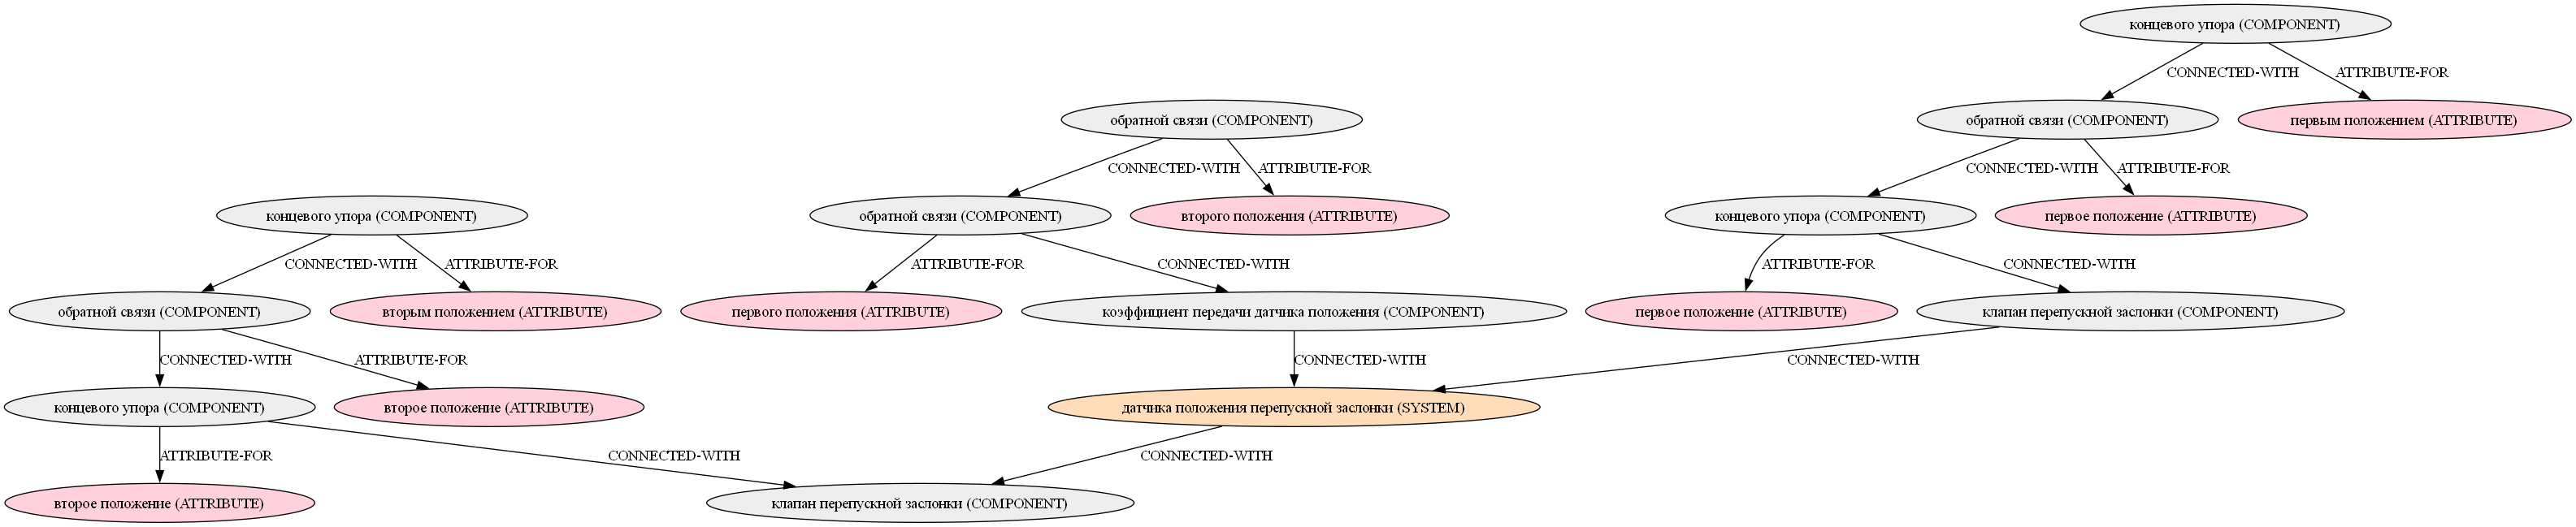 концевого упора (COMPONENT)
CONNECTED-WITH
ATTRIBUTE-FOR
обратной связи (COMPONENT)
обратной связи (COMPONENT)
первым положением (ATTRIBUTE)
CONNECTED-WITH
ATTRIBUTE-FOR
CONNECTED-WITH
ATTRIBUTE-FOR
концевого упора (COMPONENT)
обратной связи (COMPONENT)
второго положения (ATTRIBUTE)
концевого упора (COMPONENT)
первое положение (ATTRIBUTE)
CONNECTED-WITH
ATTRIBUTE-FOR
ATTRIBUTE-FOR
CONNECTED-WITH
ATTRIBUTE-FOR
CONNECTED-WITH
обратной связи (COMPONENT)
вторым положением (ATTRIBUTE)
первого положения (ATTRIBUTE)
коэффициент передачи датчика положения (COMPONENT)
первое положение (ATTRIBUTE)
клапан перепускной заслонки (COMPONENT)
CONNECTED-WITH
ATTRIBUTE-FOR
CONNECTED-WITH
CONNECTED-WITH
концевого упора (COMPONENT)
второе положение (ATTRIBUTE)
датчика положения перепускной заслонки (SYSTEM)
ATTRIBUTE-FOR
CONNECTED-WITH
CONNECTED-WITH
второе положение (ATTRIBUTE)
клапан перепускной заслонки (COMPONENT)